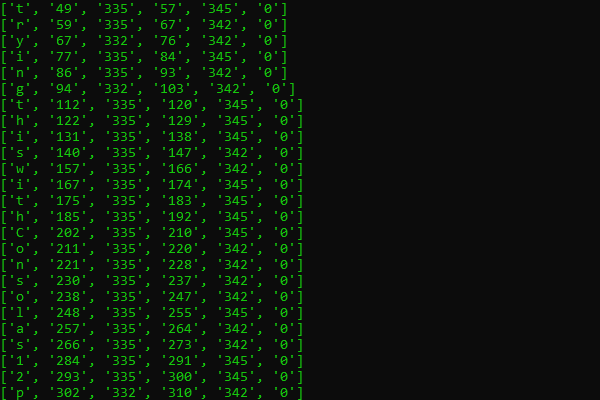 ['t', '49', '335', '57', '345', '0']
['r', '59', '335', '67', '342', '0']
['y', '67', '332', '76', '342', '0']
['i', '77', '335', '84', '345', '0']
['n', '86', '335', '93', '342', '0']
['g', '94', '332', '103', '342', '0']
['t', '112', '335', '120', '345', '0']
['h', '122', '335', '129', '345', '0']
['i', '131', '335', '138', '345', '0']
['s', '140', '335', '147', '342', '0']
['w', '157', '335', '166', '342', '0']
['i', '167', '335', '174', '345', '0']
['t', '175', '335', '183', '345', '0']
['h', '185', '335', '192', '345', '0']
['C', '202', '335', '210', '345', '0']
['o', '211', '335', '220', '342', '0']
['n', '221', '335', '228', '342', '0']
['s', '230', '335', '237', '342', '0']
['o', '238', '335', '247', '342', '0']
['l', '248', '335', '255', '345', '0']
['a', '257', '335', '264', '342', '0']
['s', '266', '335', '273', '342', '0']
['1', '284', '335', '291', '345', '0']
['2', '293', '335', '300', '345', '0']
['p', '302', '332', '310', '342', '0']